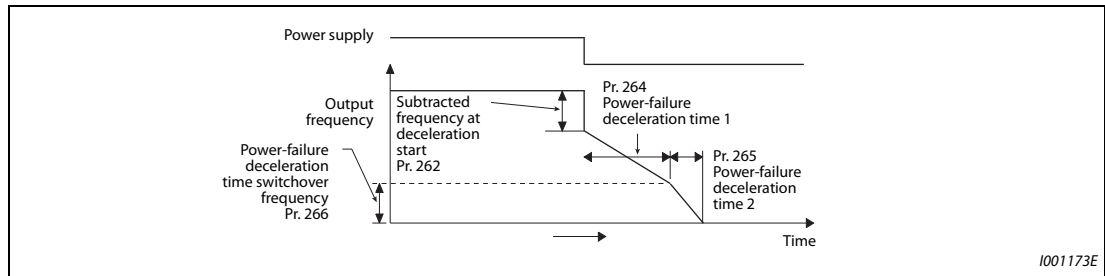 Power supply
Output
frequency
Subtracted
frequency at
deceleration
start
Pr. 262
Pr. 264
Power-failure
deceleration time 1
Power-failure
deceleration
time switchover
frequency
Pr. 266
Pr. 265
Power-failure
deceleration
time 2
Time
I001173E